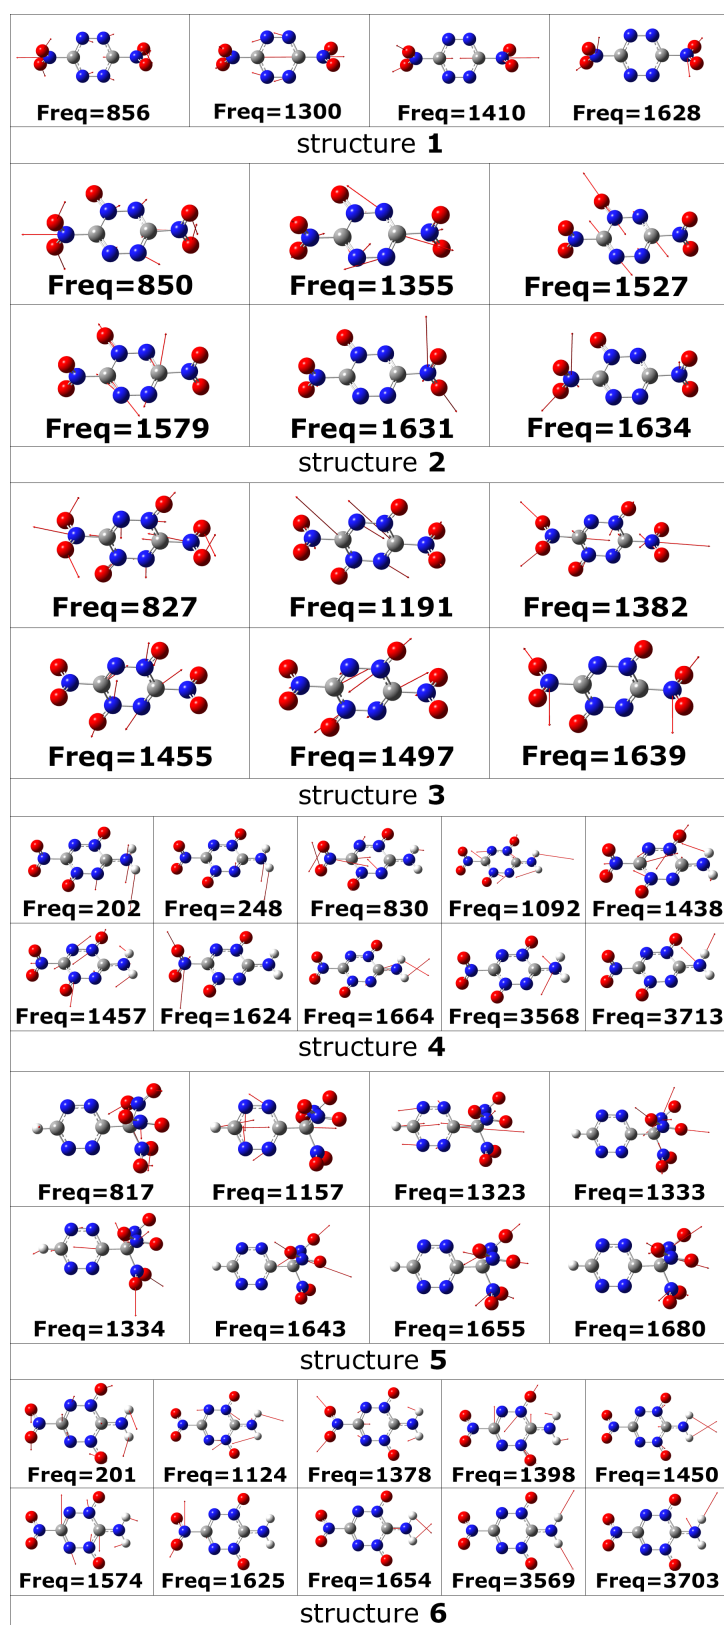 Freq=856 Freq=1300 Freq=1410 Freq=1628
structure 1
Freq=850 Freq=1355 Freq=1527
Freq=1579 Freq=1631 Freq=1634
structure 2
Freq=827 Freq=1191 Freq=1382
Freq=1455 Freq=1497 Freq=1639
structure 3
Freq=202 Freq=248 Freq=830 Freq=1092 Freq=1438
Freq=1457 Freq=1624 Freq=1664 Freq=3568 Freq=3713
structure 4
Freq=817 Freq=1157 Freq=1323 Freq=1333
Freq=1334 Freq=1643 Freq=1655 Freq=1680
structure 5
Freq=201 Freq=1124 Freq=1378 Freq=1398 Freq=1450
Freq=1574 Freq=1625 Freq=1654 Freq=3569 Freq=3703
structure 6